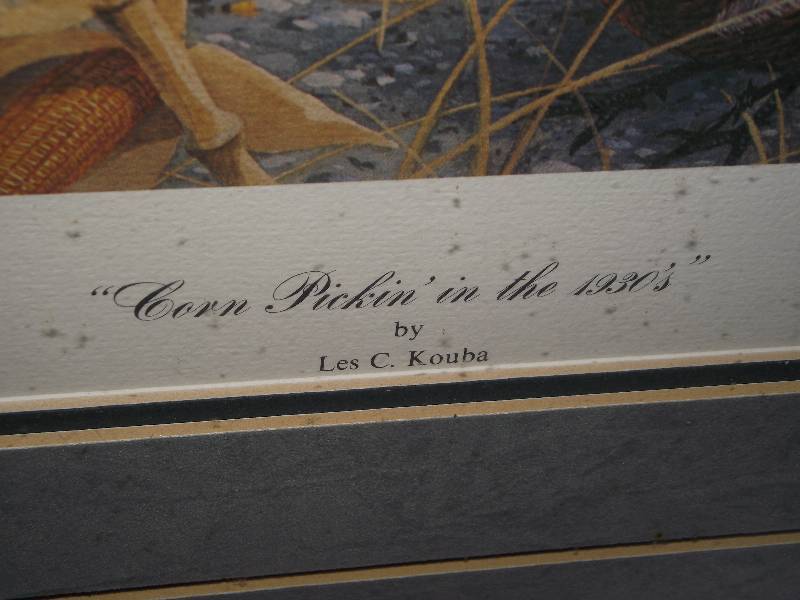 "Corn Pickin' in the 1930's"
by
Les C. Kouba